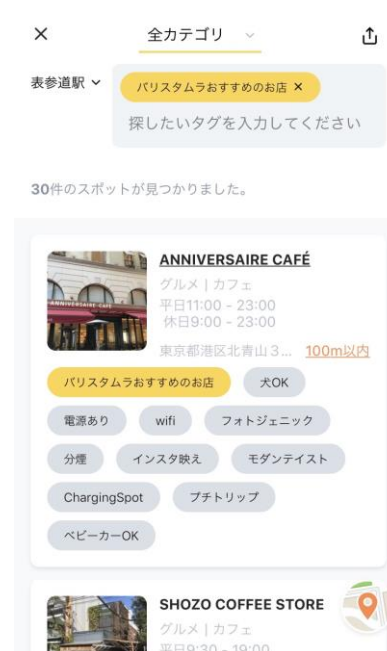 ×
全カテゴリ
表参道駅
バリスタムラおすすめのお店 ×
探したいタグを入力してください
30件のスポットが見つかりました。
ANNIVERSAIRE CAFÉ
グルメ | カフェ
平日11:00 - 23:00
休日9:00 - 23:00
東京都港区北青山3... 100m以内
バリスタムラおすすめのお店 犬OK
電源あり wifi フォトジェニック
分煙 インスタ映え モダンテイスト
ChargingSpot プチトリップ
ベビーカーOK
SHOZO COFFEE STORE
グルメ | カフェ
平日9:30 - 19:00